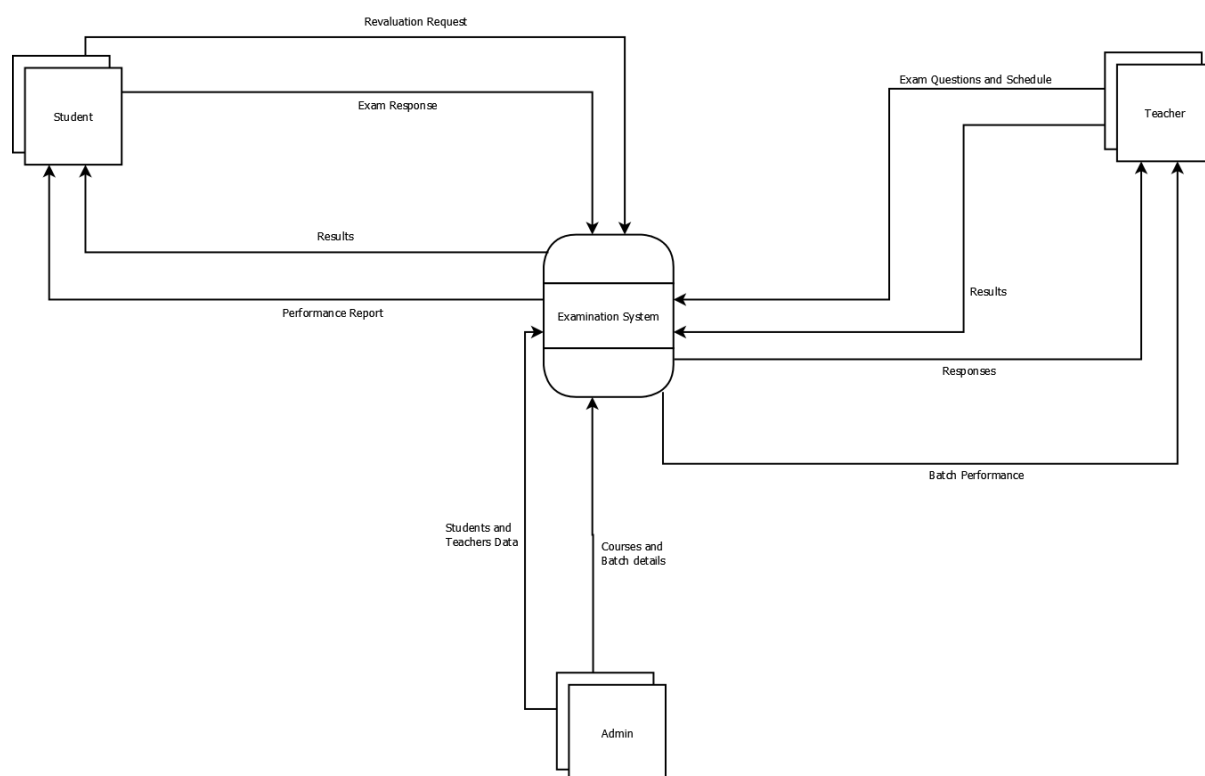 Revaluation Request
Exam Questions and Schedule
Exam Response
Student
Teacher
Results
Results
Performance Report
Examination System
Responses
Batch Performance
Students and
Teachers Data
Courses and
Batch details
Admin